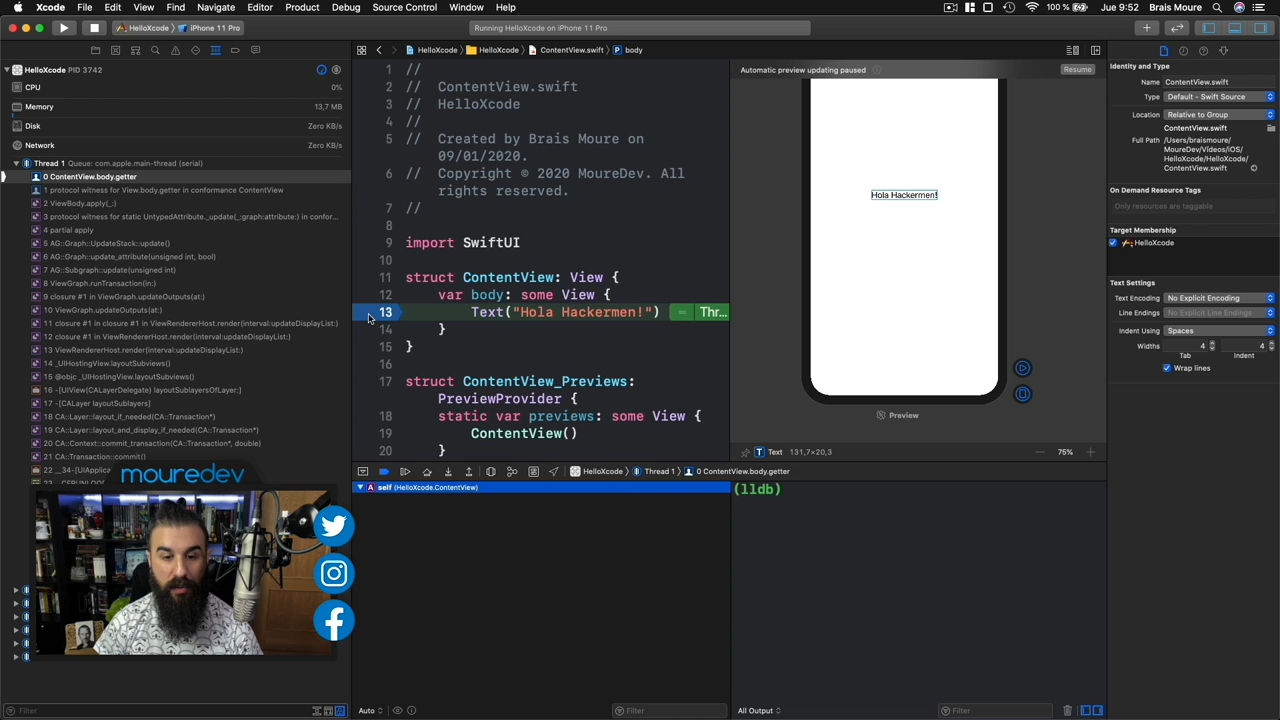 Xcode File Edit View Find Navigate Editor Product Debug Source Control Window Help
100 % Jue 9:52 Brais Moure
HelloXcode iPhone 11 Pro
Running HelloXcode on iPhone 11 Pro
HelloXcode PID 3742
CPU 0%
Memory 13,7 MB
Disk Zero KB/s
Network Zero KB/s
Thread 1 Queue: com.apple.main-thread (serial)
0 ContentView.body.getter
1 protocol witness for View.body.getter in conformance ContentView
2 ViewBody.apply(_:)
3 protocol witness for static UntypedAttribute._update(_:graph:attribute:) in confor...
4 partial apply
5 AG::Graph::UpdateStack::update()
6 AG::Graph::update_attribute(unsigned int, bool)
7 AG::Subgraph::update(unsigned int)
8 ViewGraph.runTransaction(in:)
9 closure #1 in ViewGraph.updateOutputs(at:)
10 ViewGraph.updateOutputs(at:)
11 closure #1 in closure #1 in ViewRendererHost.render(interval:updateDisplayList:)
12 closure #1 in ViewRendererHost.render(interval:updateDisplayList:)
13 ViewRendererHost.render(interval:updateDisplayList:)
14 _UIHostingView.layoutSubviews()
15 @objc _UIHostingView.layoutSubviews()
16 -[UIView(CALayerDelegate) layoutSublayersOfLayer:]
17 -[CALayer layoutSublayers]
18 CA::Layer::layout_if_needed(CA::Transaction*)
19 CA::Layer::layout_and_display_if_needed(CA::Transaction*)
20 CA::Context::commit_transaction(CA::Transaction*, double)
21 CA::Transaction::commit()
mouredev
Filter
HelloXcode HelloXcode ContentView.swift body
1 //
2 // ContentView.swift
3 // HelloXcode
4 //
5 // Created by Brais Moure on
09/01/2020.
6 // Copyright © 2020 MoureDev. All
rights reserved.
7 //
8
9 import SwiftUI
10
11 struct ContentView: View {
12 var body: some View {
13 Text("Hola Hackermen!") = Thr...
14 }
15 }
16
17 struct ContentView_Previews:
PreviewProvider {
18 static var previews: some View {
19 ContentView()
20 }
Automatic preview updating paused
Resume
Hola Hackermen!
Preview
T Text 131,7×20,3
75%
HelloXcode Thread 1 0 ContentView.body.getter
A self (HelloXcode.ContentView)
(lldb)
Auto
Filter
All Output
Filter
Identity and Type
Name ContentView.swift
Type Default - Swift Source
Location Relative to Group
ContentView.swift
Full Path /Users/braismoure/
MoureDev/Vídeos/iOS/
HelloXcode/HelloXcode/
ContentView.swift
On Demand Resource Tags
Only resources are taggable
Target Membership
HelloXcode
Text Settings
Text Encoding No Explicit Encoding
Line Endings No Explicit Line Endings
Indent Using Spaces
Widths 4 4
Tab Indent
Wrap lines